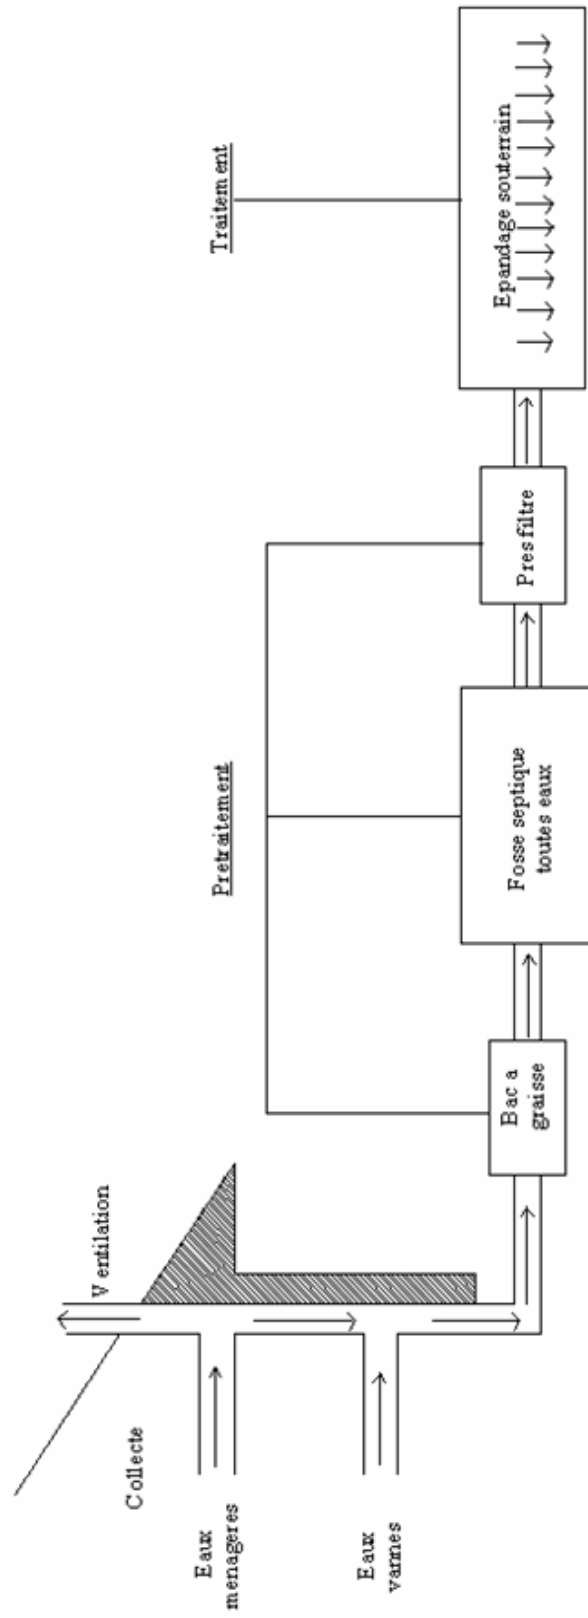 Ventilation
Collecte
Eaux
menageres
Eaux
vannes
Pretraitement
Bac a
graisse
Fosse septique
toutes eaux
Presfiltre
Traitement
Epandage souterrain